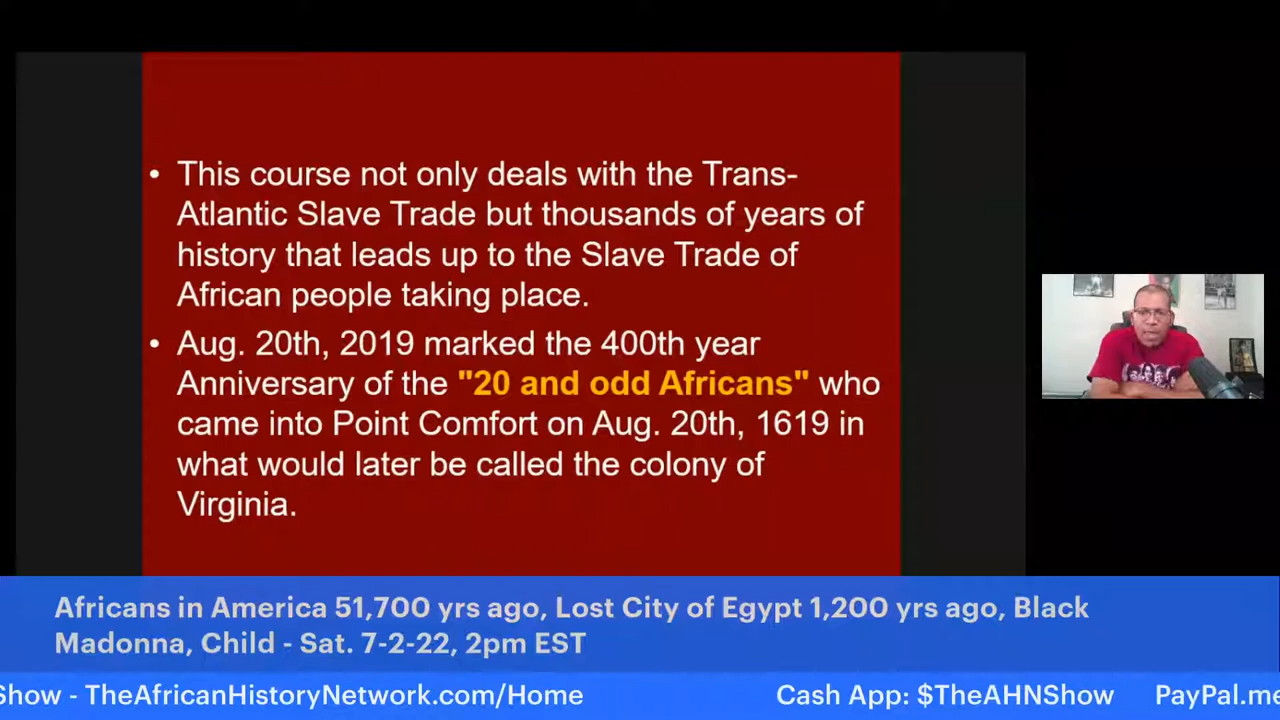 • This course not only deals with the Trans-
Atlantic Slave Trade but thousands of years of
history that leads up to the Slave Trade of
African people taking place.
• Aug. 20th, 2019 marked the 400th year
Anniversary of the "20 and odd Africans" who
came into Point Comfort on Aug. 20th, 1619 in
what would later be called the colony of
Virginia.
Africans in America 51,700 yrs ago, Lost City of Egypt 1,200 yrs ago, Black
Madonna, Child - Sat. 7-2-22, 2pm EST
Show - TheAfricanHistoryNetwork.com/Home Cash App: $TheAHNShow PayPal.me